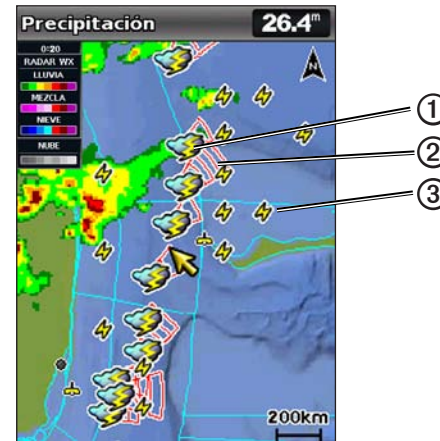 Precipitación 26.4m
0:20
RADAR WX
LLUVIA
MEZCLA
NIEVE
NUBE
N
①
②
③
200km